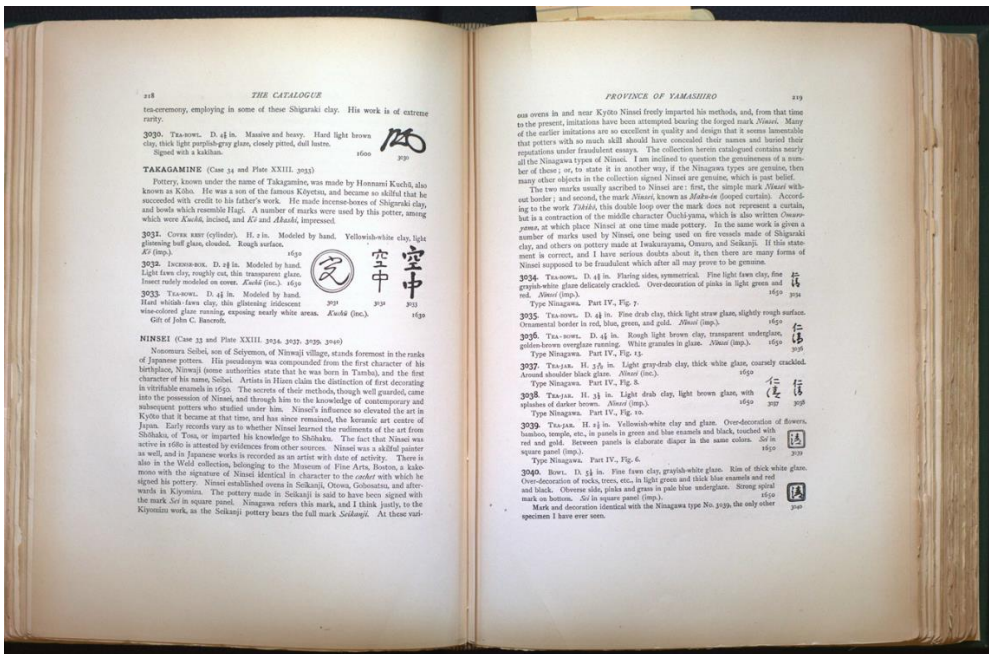 218 THE CATALOGUE
tea-ceremony, employing in some of these Shigaraki clay. His work is of extreme
rarity.
3030. TEA-BOWL. D. 4⅝ in. Massive and heavy. Hard light brown
clay, thick light purplish-gray glaze, closely pitted, dull lustre.
Signed with a kakihan. 1600
3030
TAKAGAMINE (Case 34 and Plate XXIII. 3033)
Pottery, known under the name of Takagamine, was made by Honnami Kuchū, also
known as Kōho. He was a son of the famous Kōyetsu, and became so skilful that he
succeeded with credit to his father's work. He made incense-boxes of Shigaraki clay,
and bowls which resemble Hagi. A number of marks were used by this potter, among
which were Kuchū, incised, and Ki and Akashi, impressed.
3031. COVER REST (cylinder). H. 2 in. Modeled by hand. Yellowish-white clay, light
glistening buff glaze, clouded. Rough surface.
Ki (imp.). 1630
3032. INCENSE-BOX. D. in. Modeled by hand.
Light fawn clay, roughly cut, thin transparent glaze.
Insect rudely modeled on cover. Kuchū (inc.). 1630
3033. TEA-BOWL. D. in. Modeled by hand.
Hard whitish-fawn clay, thin glistening iridescent
wine-colored glaze running, exposing nearly white areas. Kuchū (inc.).
Gift of John C. Bancroft. 1630
空中
空中
3031 3032 3033
NINSEI (Case 33 and Plate XXIII. 3034, 3037, 3039, 3040)
Nonomura Seibei, son of Seiyemon, of Ninwaji village, stands foremost in the ranks
of Japanese potters. His pseudonym was compounded from the first character of his
birthplace, Ninwaji (some authorities state that he was born in Tamba), and the first
character of his name, Seibei. Artists in Hizen claim the distinction of first decorating
in vitrifiable enamels in 1650. The secrets of their methods, though well guarded, came
into the possession of Ninsei, and through him to the knowledge of contemporary and
subsequent potters who studied under him. Ninsei's influence so elevated the art in
Kyōto that it became at that time, and has since remained, the keramic art centre of
Japan. Early records vary as to whether Ninsei learned the rudiments of the art from
Shōhaku, of Tosa, or imparted his knowledge to Shōhaku. The fact that Ninsei was
active in 1680 is attested by evidences from other sources. Ninsei was a skilful painter
as well, and in Japanese works is recorded as an artist with date of activity. There is
also in the Weld collection, belonging to the Museum of Fine Arts, Boston, a kake-
mono with the signature of Ninsei identical in character to the cachet with which he
signed his pottery. Ninsei established ovens in Seikanji, Otowa, Gobosatsu, and after-
wards in Kiyomizu. The pottery made in Seikanji is said to have been signed with
the mark Sei in square panel. Ninagawa refers this mark, and I think justly, to the
Kiyomizu work, as the Seikanji pottery bears the full mark Seikanji. At these vari-
PROVINCE OF YAMASHIRO 219
ous ovens in and near Kyōto Ninsei freely imparted his methods, and, from that time
to the present, imitations have been attempted bearing the forged mark Ninsei. Many
of the earlier imitations are so excellent in quality and design that it seems lamentable
that potters with so much skill should have concealed their names and buried their
reputations under fraudulent essays. The collection herein catalogued contains nearly
all the Ninagawa types of Ninsei. I am inclined to question the genuineness of a num-
ber of these; or, to state it in another way, if the Ninagawa types are genuine, then
many other objects in the collection signed Ninsei are genuine, which is past belief.
The two marks usually ascribed to Ninsei are: first, the simple mark Ninsei with-
out border; and second, the mark Ninsei, known as Maku-in (looped curtain). Accord-
ing to the work Tokikō, this double loop over the mark does not represent a curtain,
but is a contraction of the middle character Ōuchi-yama, which is also written Omuro-
yama, at which place Ninsei at one time made pottery. In the same work is given a
number of marks used by Ninsei, one being used on fire vessels made of Shigaraki
clay, and others on pottery made at Iwakurayama, Omuro, and Seikanji. If this state-
ment is correct, and I have serious doubts about it, then there are many forms of
Ninsei supposed to be fraudulent which after all may prove to be genuine.
3034. TEA-BOWL. D. in. Flaring sides, symmetrical. Fine light fawn clay, fine
grayish-white glaze delicately crackled. Over-decoration of pinks in light green and
red. Ninsei (imp.). 1650 3034
Type Ninagawa. Part IV., Fig. 7.
3035. TEA-BOWL. D. in. Fine drab clay, thick light straw glaze, slightly rough surface.
Ornamental border in red, blue, green, and gold. Ninsei (imp.). 1650
3036. TEA-BOWL. D. in. Rough light brown clay, transparent underglaze,
golden-brown overglaze running. White granules in glaze. Ninsei (imp.). 1650
Type Ninagawa. Part IV., Fig. 13. 3036
3037. TEA-JAR. H. in. Light gray-drab clay, thick white glaze, coarsely crackled.
Around shoulder black glaze. Ninsei (inc.). 1650
Type Ninagawa. Part IV., Fig. 8.
3038. TEA-JAR. H. in. Light drab clay, light brown glaze, with
splashes of darker brown. Ninsei (imp.). 1650 3037 3038
Type Ninagawa. Part IV., Fig. 10.
3039. TEA-JAR. H. in. Yellowish-white clay and glaze. Over-decoration of flowers,
bamboo, temple, etc., in panels in green and blue enamels and black, touched with
red and gold. Between panels is elaborate diaper in the same colors. Sei in
square panel (imp.). 1650 3039
Type Ninagawa. Part IV., Fig. 6.
3040. BOWL. D. in. Fine fawn clay, grayish-white glaze. Rim of thick white glaze.
Over-decoration of rocks, trees, etc., in light green and thick blue enamels and red
and black. Obverse side, pinks and grass in pale blue underglaze. Strong spiral
mark on bottom. Sei in square panel (imp.). 1650
Mark and decoration identical with the Ninagawa type No. 3039, the only other 3040
specimen I have ever seen.